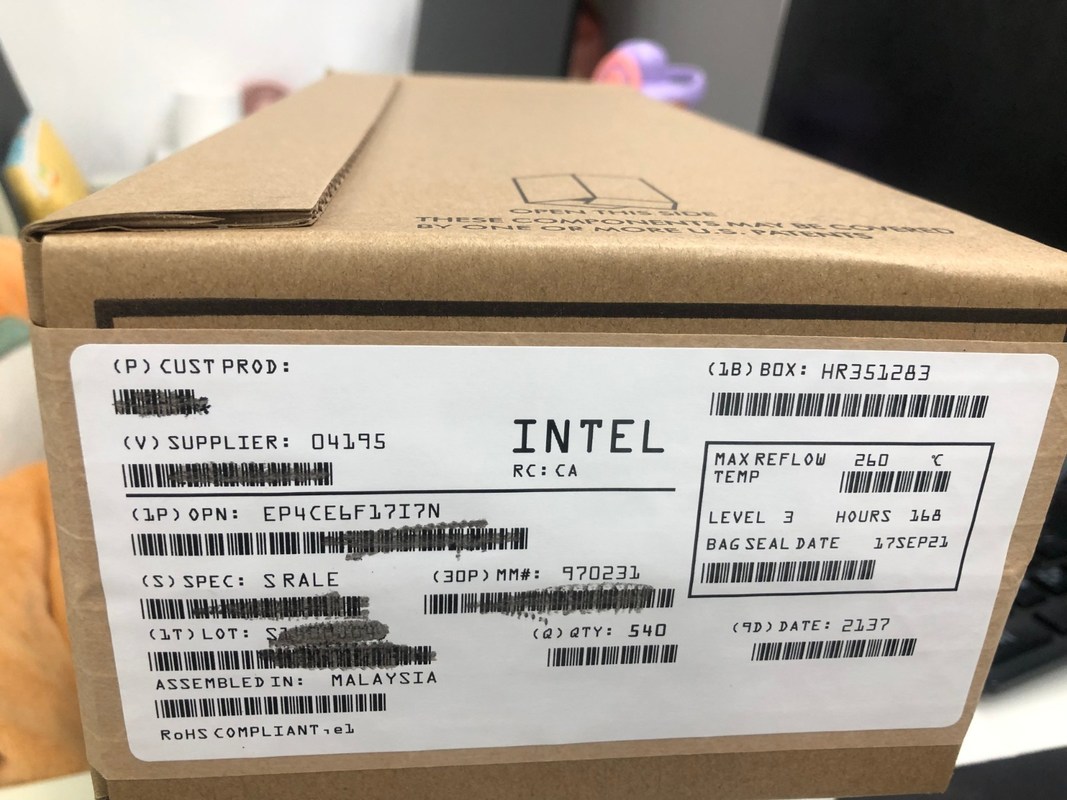 OPEN THIS SIDE
THESE COMPONENTS MAY BE COVERED
BY ONE OR MORE U.S. PATENTS
(P) CUST PROD:
(1B) BOX: HR351283
(V) SUPPLIER: 04195
INTEL
RC: CA
MAX REFLOW TEMP 260 ℃
LEVEL 3 HOURS 168
BAG SEAL DATE 17SEP21
(1P) OPN: EP4CE6F17I7N
(S) SPEC: S RALE
(30P) MM#: 970231
(1T) LOT:
(Q) QTY: 540
(9D) DATE: 2137
ASSEMBLED IN: MALAYSIA
RoHS COMPLIANT, e1